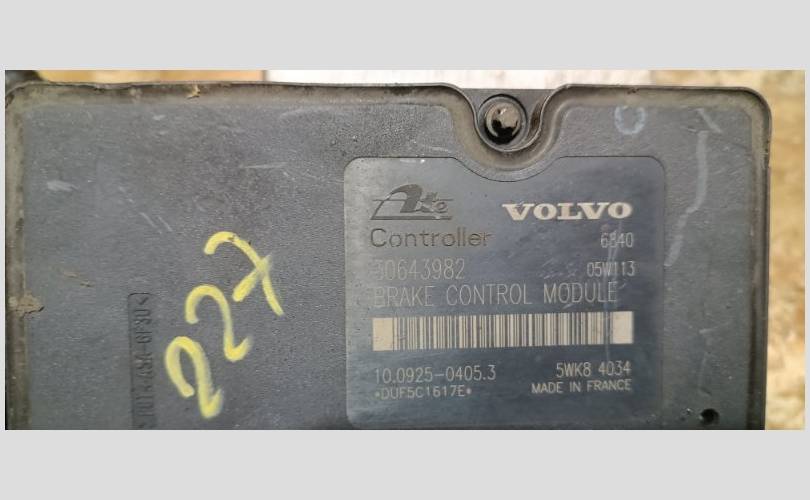 Ate VOLVO
Controller 6840
30643982 05W113
BRAKE CONTROL MODULE
10.0925-0405.3 5WK8 4034
*DUF5C1617E* MADE IN FRANCE
227